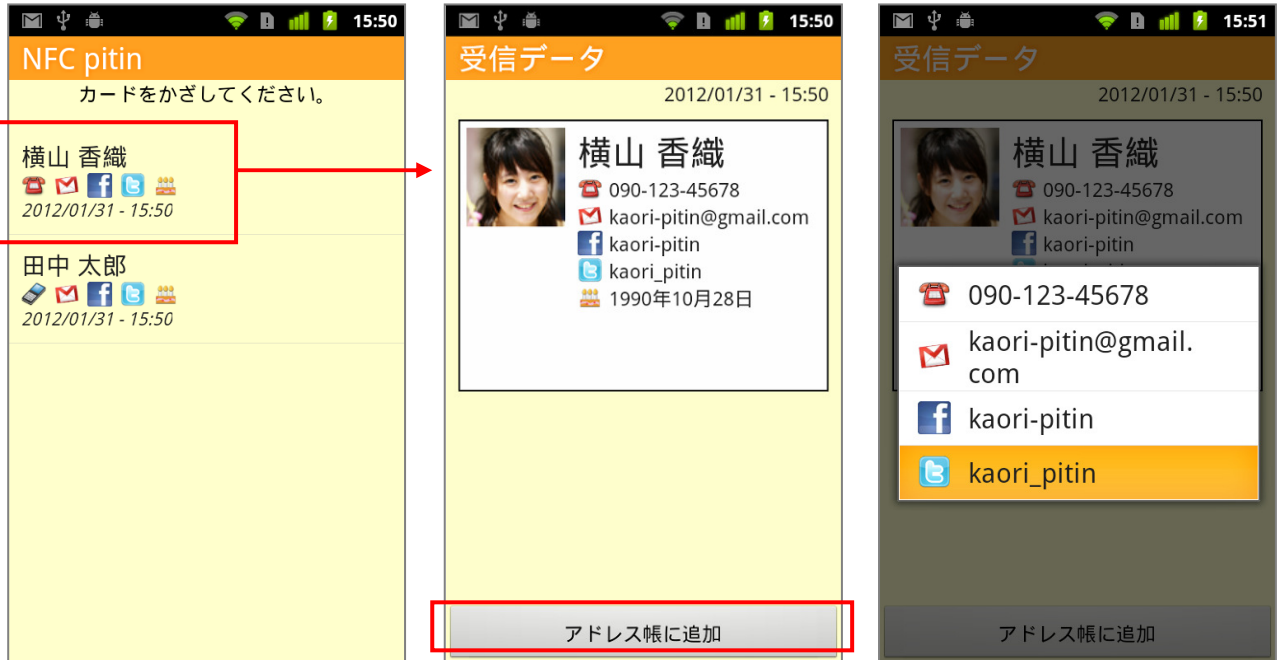 15:50
NFC pitin
カードをかざしてください。
横山 香織
2012/01/31 - 15:50
田中 太郎
2012/01/31 - 15:50
15:50
受信データ
2012/01/31 - 15:50
横山 香織
090-123-45678
kaori-pitin@gmail.com
kaori-pitin
kaori_pitin
1990年10月28日
アドレス帳に追加
15:51
受信データ
2012/01/31 - 15:50
横山 香織
090-123-45678
kaori-pitin@gmail.com
kaori-pitin
090-123-45678
kaori-pitin@gmail.
com
kaori-pitin
kaori_pitin
アドレス帳に追加